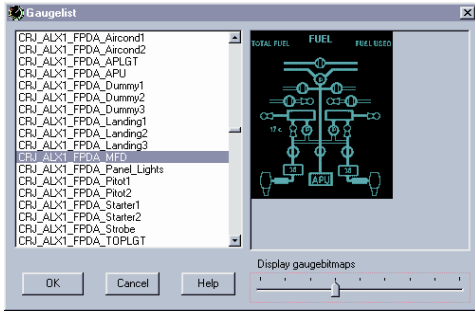 Gaugelist
CRJ_ALX1_FPDA_Aircond1
CRJ_ALX1_FPDA_Aircond2
CRJ_ALX1_FPDA_APLGT
CRJ_ALX1_FPDA_APU
CRJ_ALX1_FPDA_Dummy1
CRJ_ALX1_FPDA_Dummy2
CRJ_ALX1_FPDA_Dummy3
CRJ_ALX1_FPDA_Landing1
CRJ_ALX1_FPDA_Landing2
CRJ_ALX1_FPDA_Landing3
CRJ_ALX1_FPDA_MFD
CRJ_ALX1_FPDA_Panel_Lights
CRJ_ALX1_FPDA_Pitot1
CRJ_ALX1_FPDA_Pitot2
CRJ_ALX1_FPDA_Starter1
CRJ_ALX1_FPDA_Starter2
CRJ_ALX1_FPDA_Strobe
CRJ_ALX1_FPDA_TOPLGT
TOTAL FUEL FUEL FUEL USED
APU
Display gaugebitmaps
OK Cancel Help